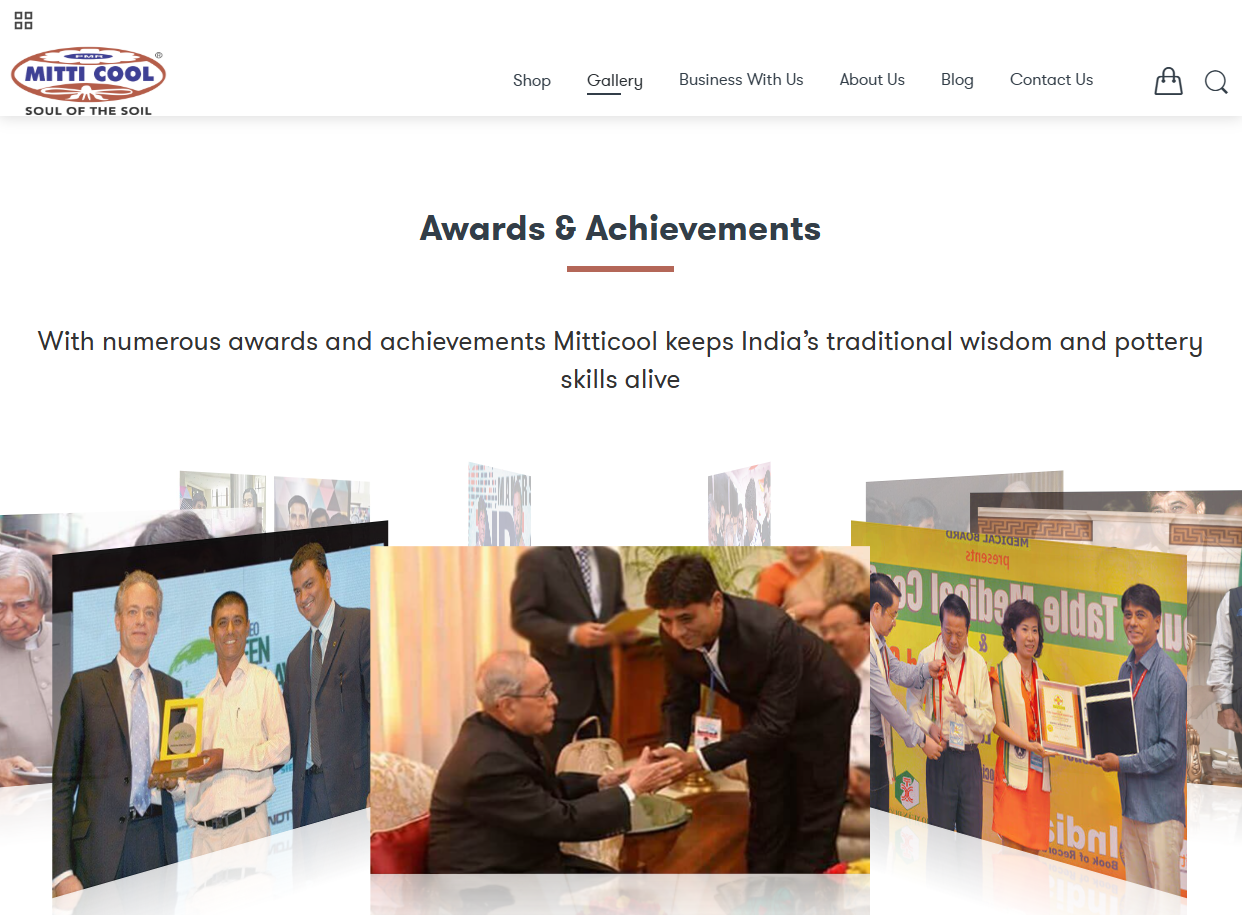 PMR
MITTI COOL
®
SOUL OF THE SOIL
Shop
Gallery
Business With Us
About Us
Blog
Contact Us
Awards & Achievements
With numerous awards and achievements Mitticool keeps India’s traditional wisdom and pottery
skills alive
MEDICAL BOARD
presents
Table Medical
&
India
Book of Records